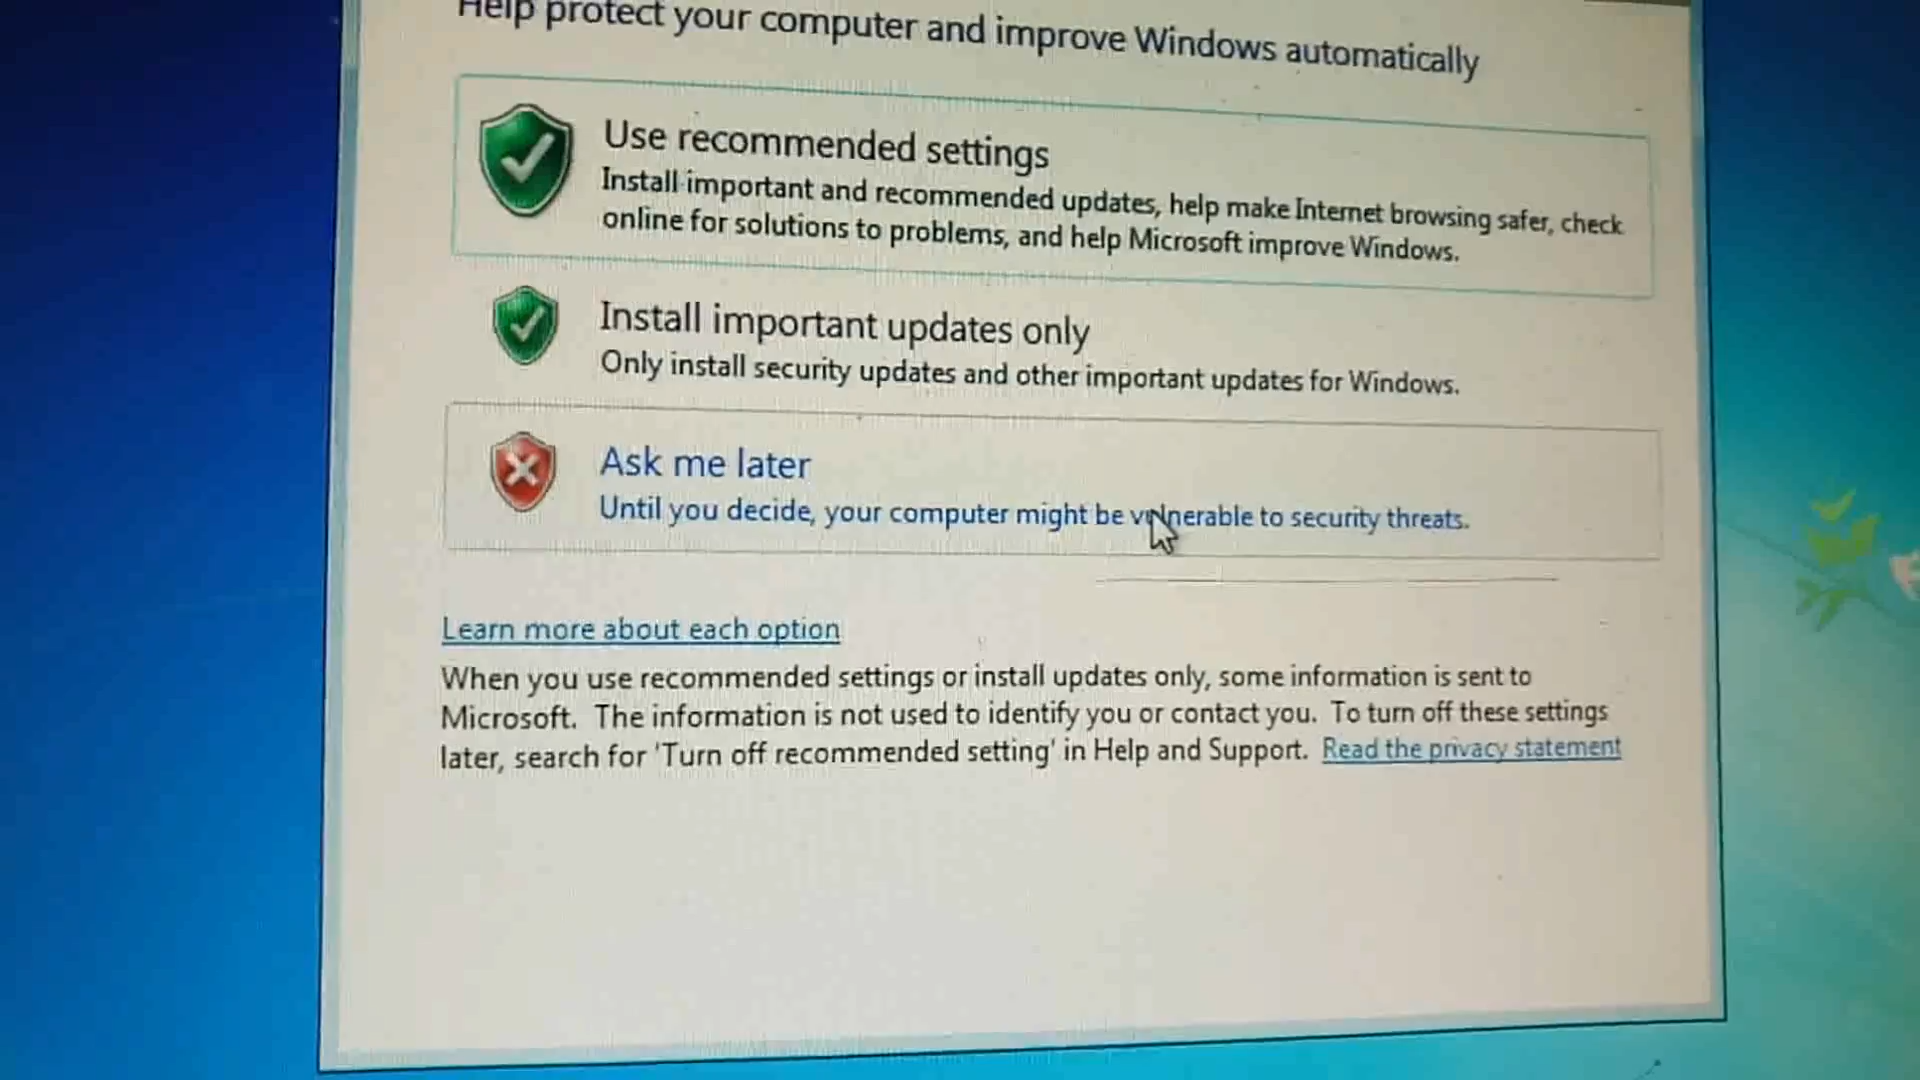 Help protect your computer and improve Windows automatically
Use recommended settings
Install important and recommended updates, help make Internet browsing safer, check
online for solutions to problems, and help Microsoft improve Windows.
Install important updates only
Only install security updates and other important updates for Windows.
Ask me later
Until you decide, your computer might be vulnerable to security threats.
Learn more about each option
When you use recommended settings or install updates only, some information is sent to
Microsoft. The information is not used to identify you or contact you. To turn off these settings
later, search for 'Turn off recommended setting' in Help and Support. Read the privacy statement